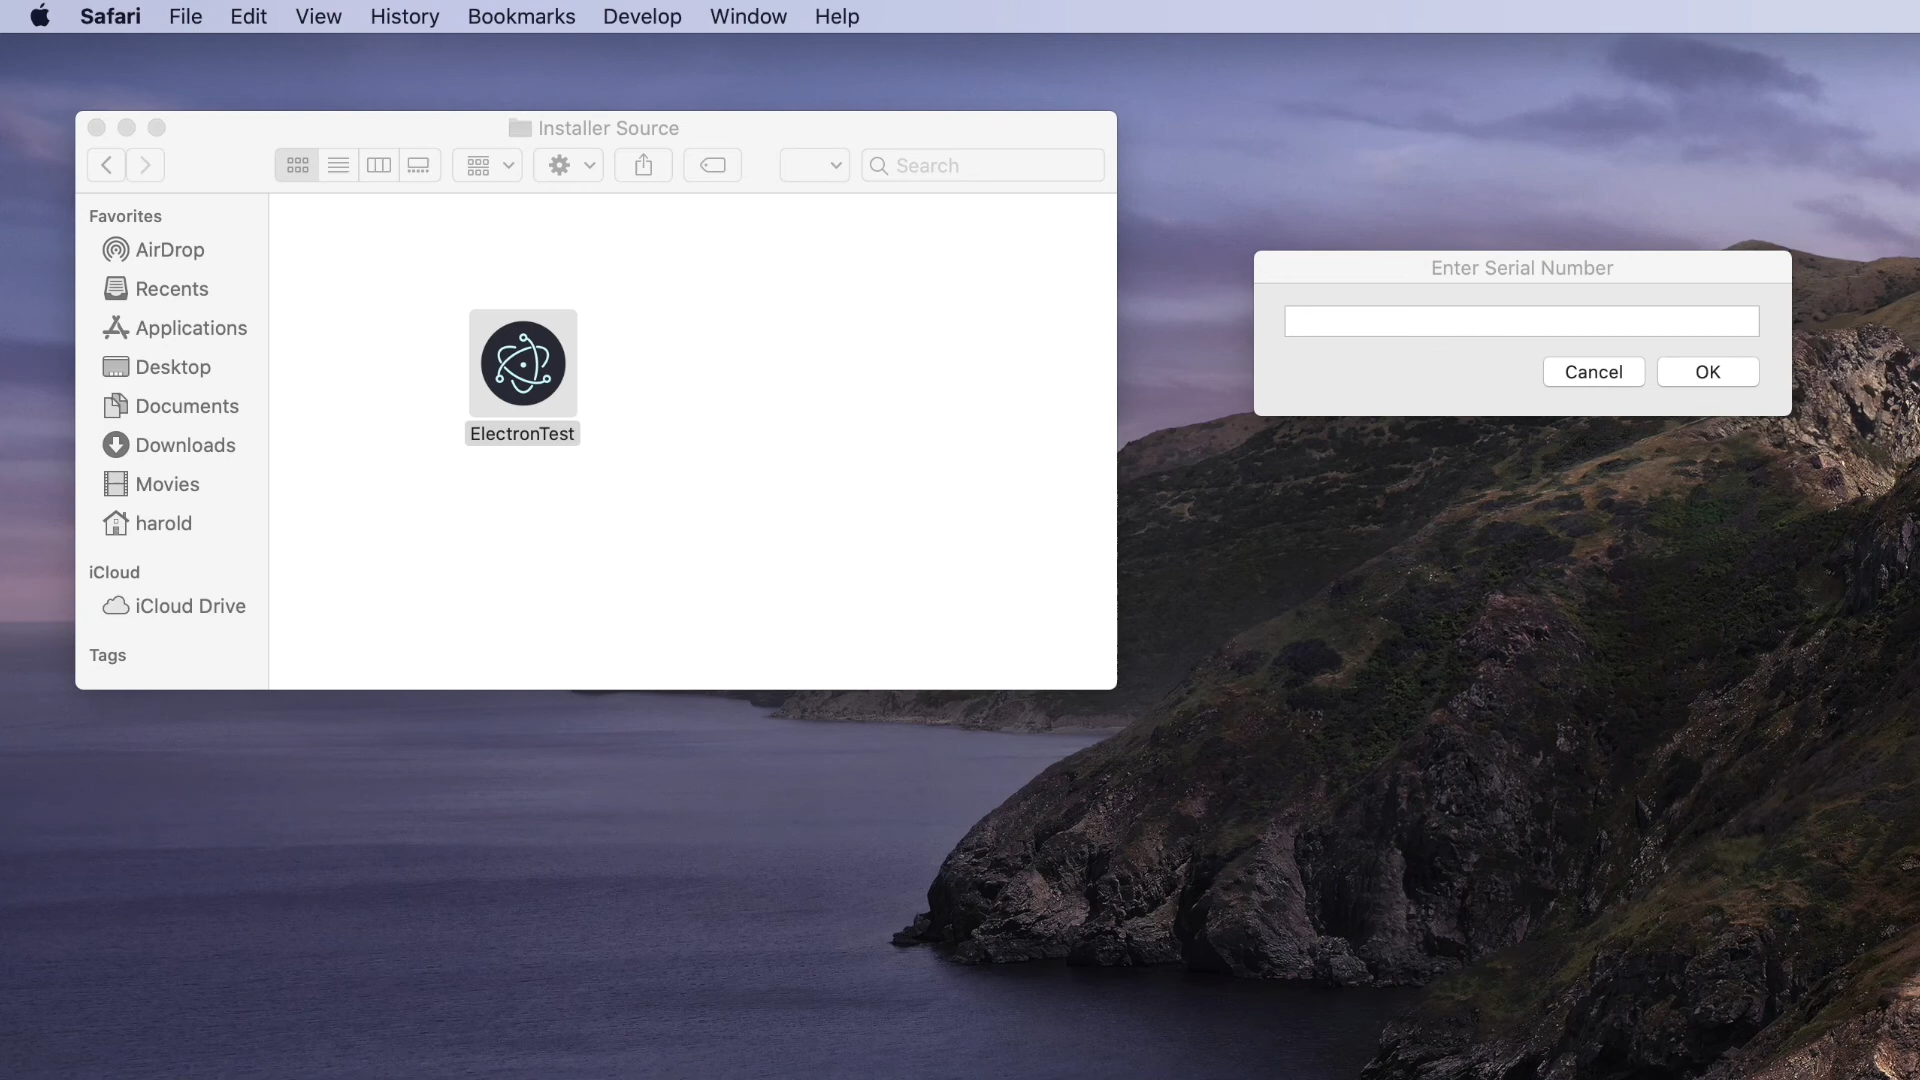 Safari File Edit View History Bookmarks Develop Window Help
Installer Source
Search
Favorites
AirDrop
Recents
Applications
Desktop
Documents
Downloads
Movies
harold
iCloud
iCloud Drive
Tags
ElectronTest
Enter Serial Number
Cancel OK